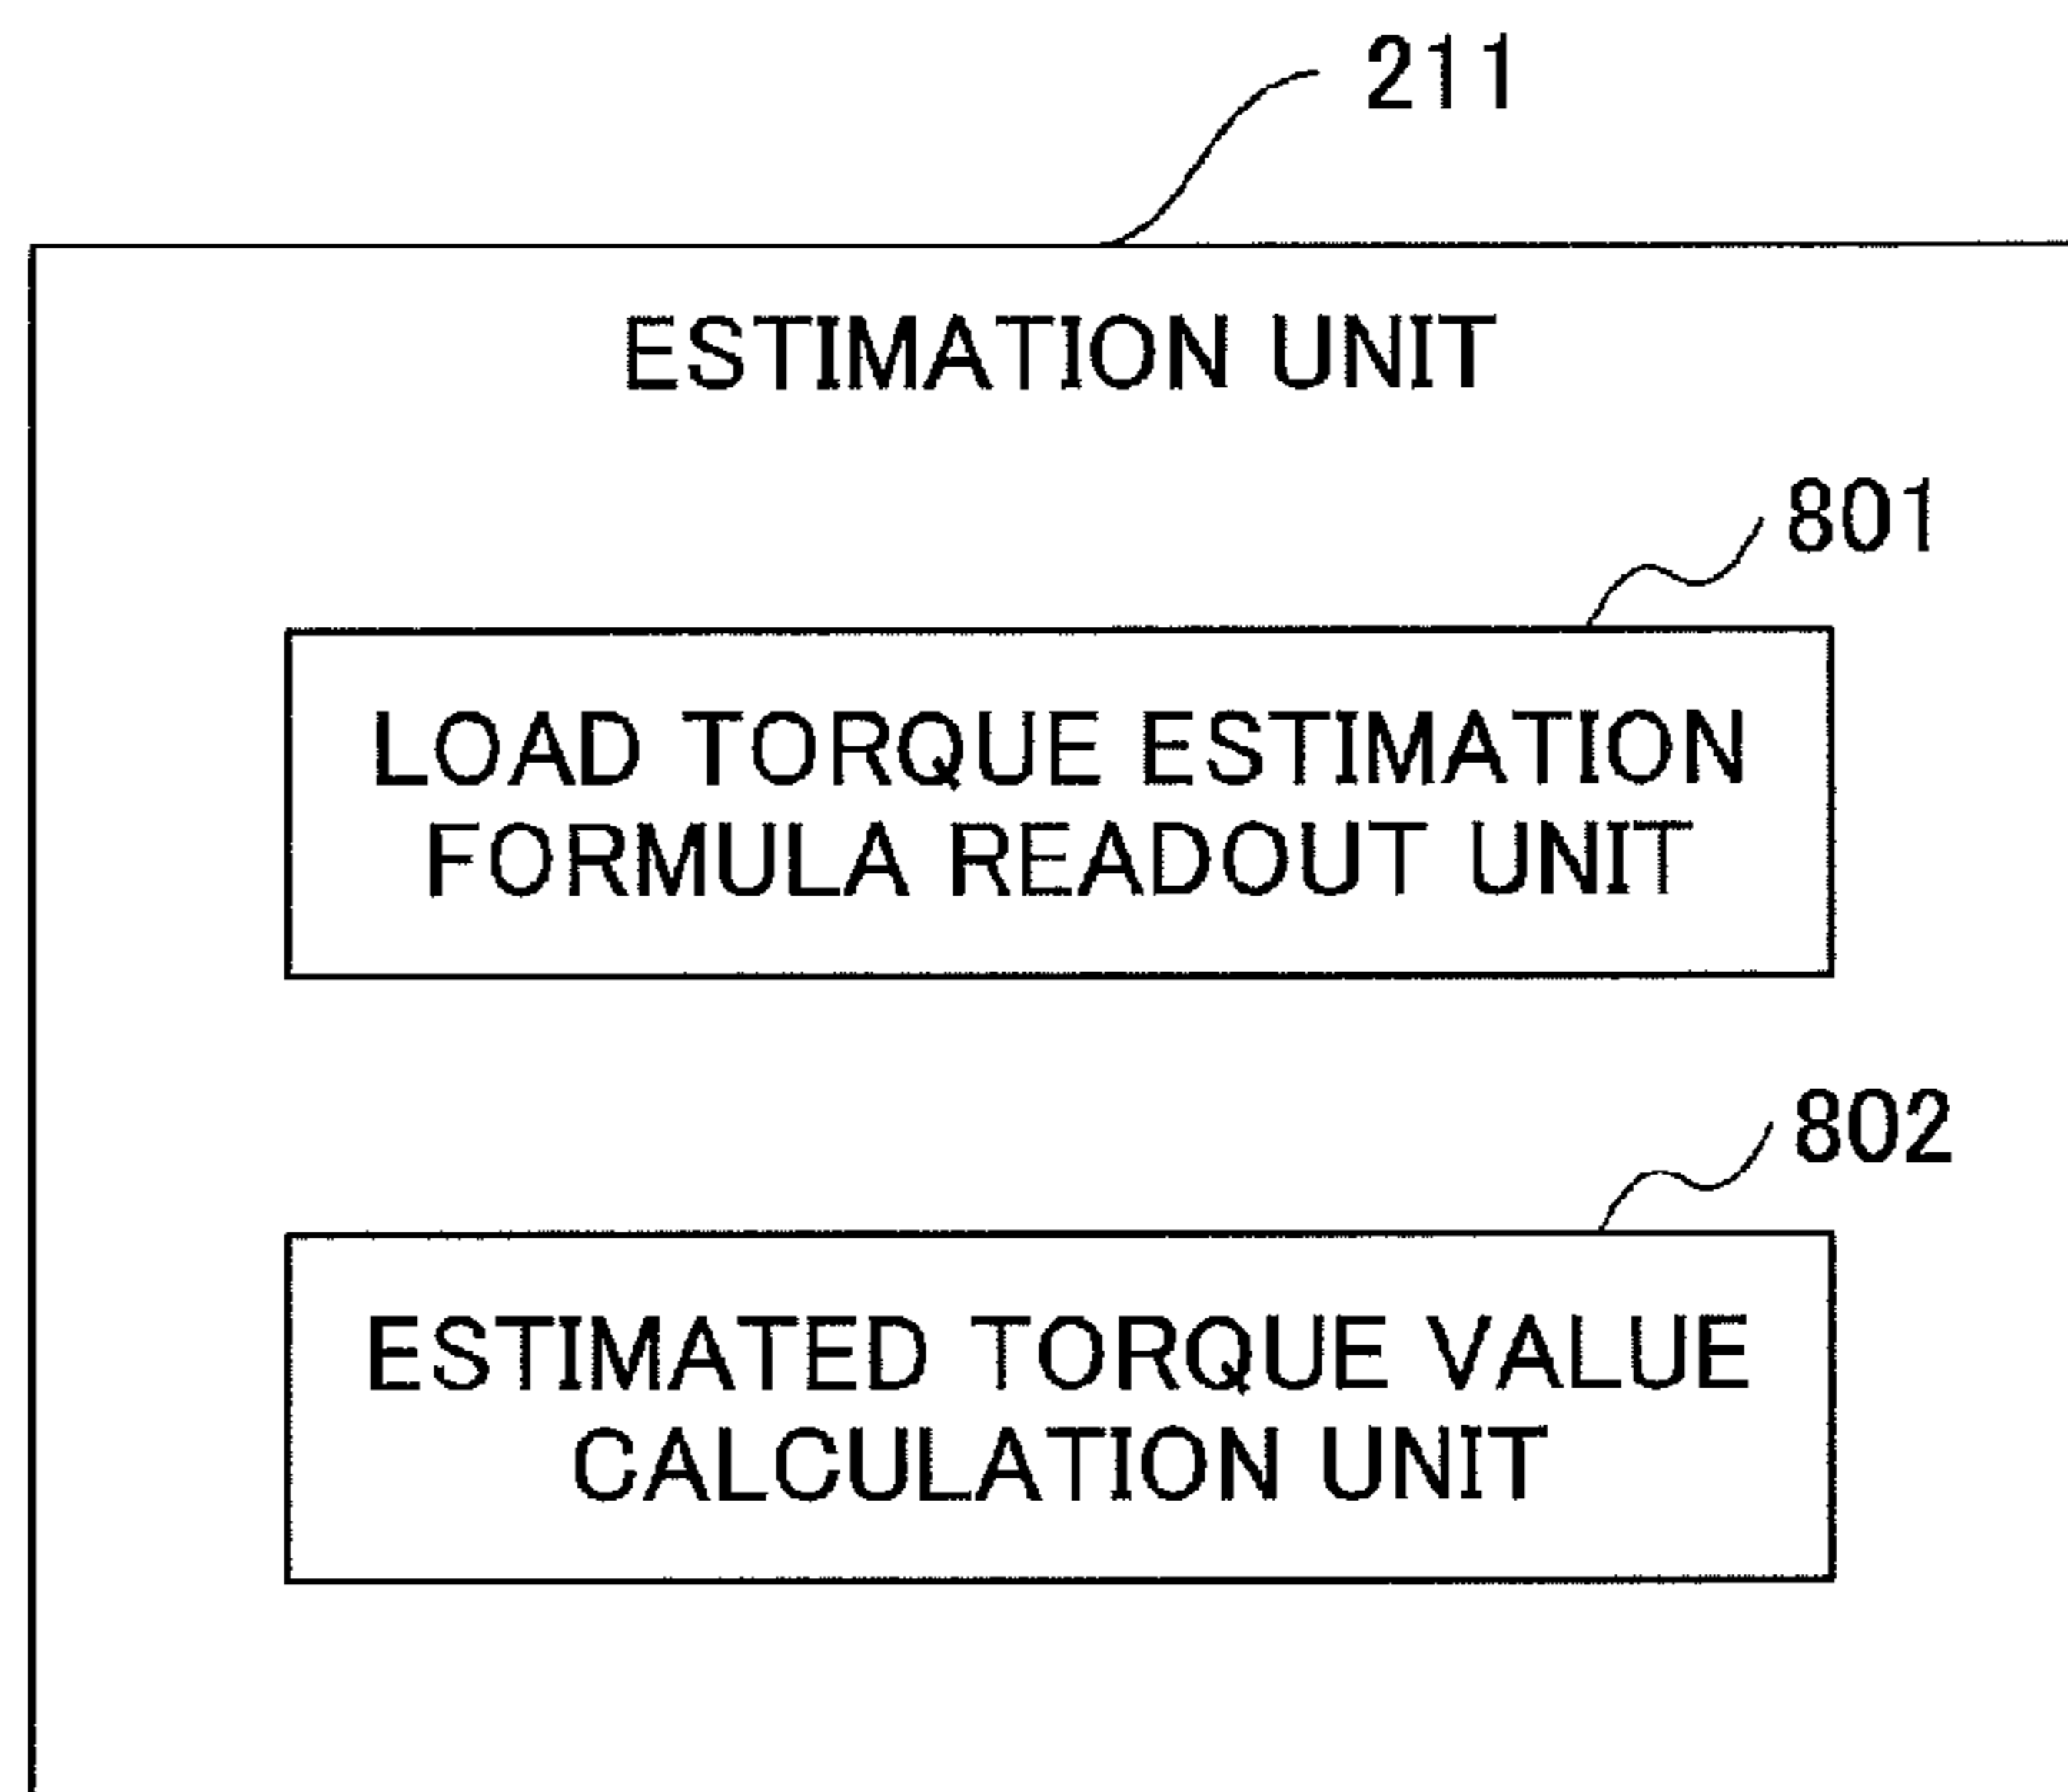 211
ESTIMATION UNIT
801
LOAD TORQUE ESTIMATION
FORMULA READOUT UNIT
802
ESTIMATED TORQUE VALUE
CALCULATION UNIT